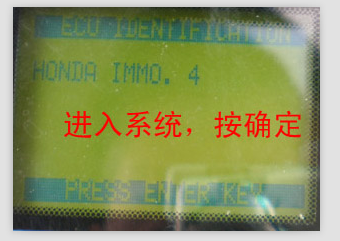 ECU IDENTIFICATION
HONDA IMMO. 4
进入系统，按确定
PRESS ENTER KEY